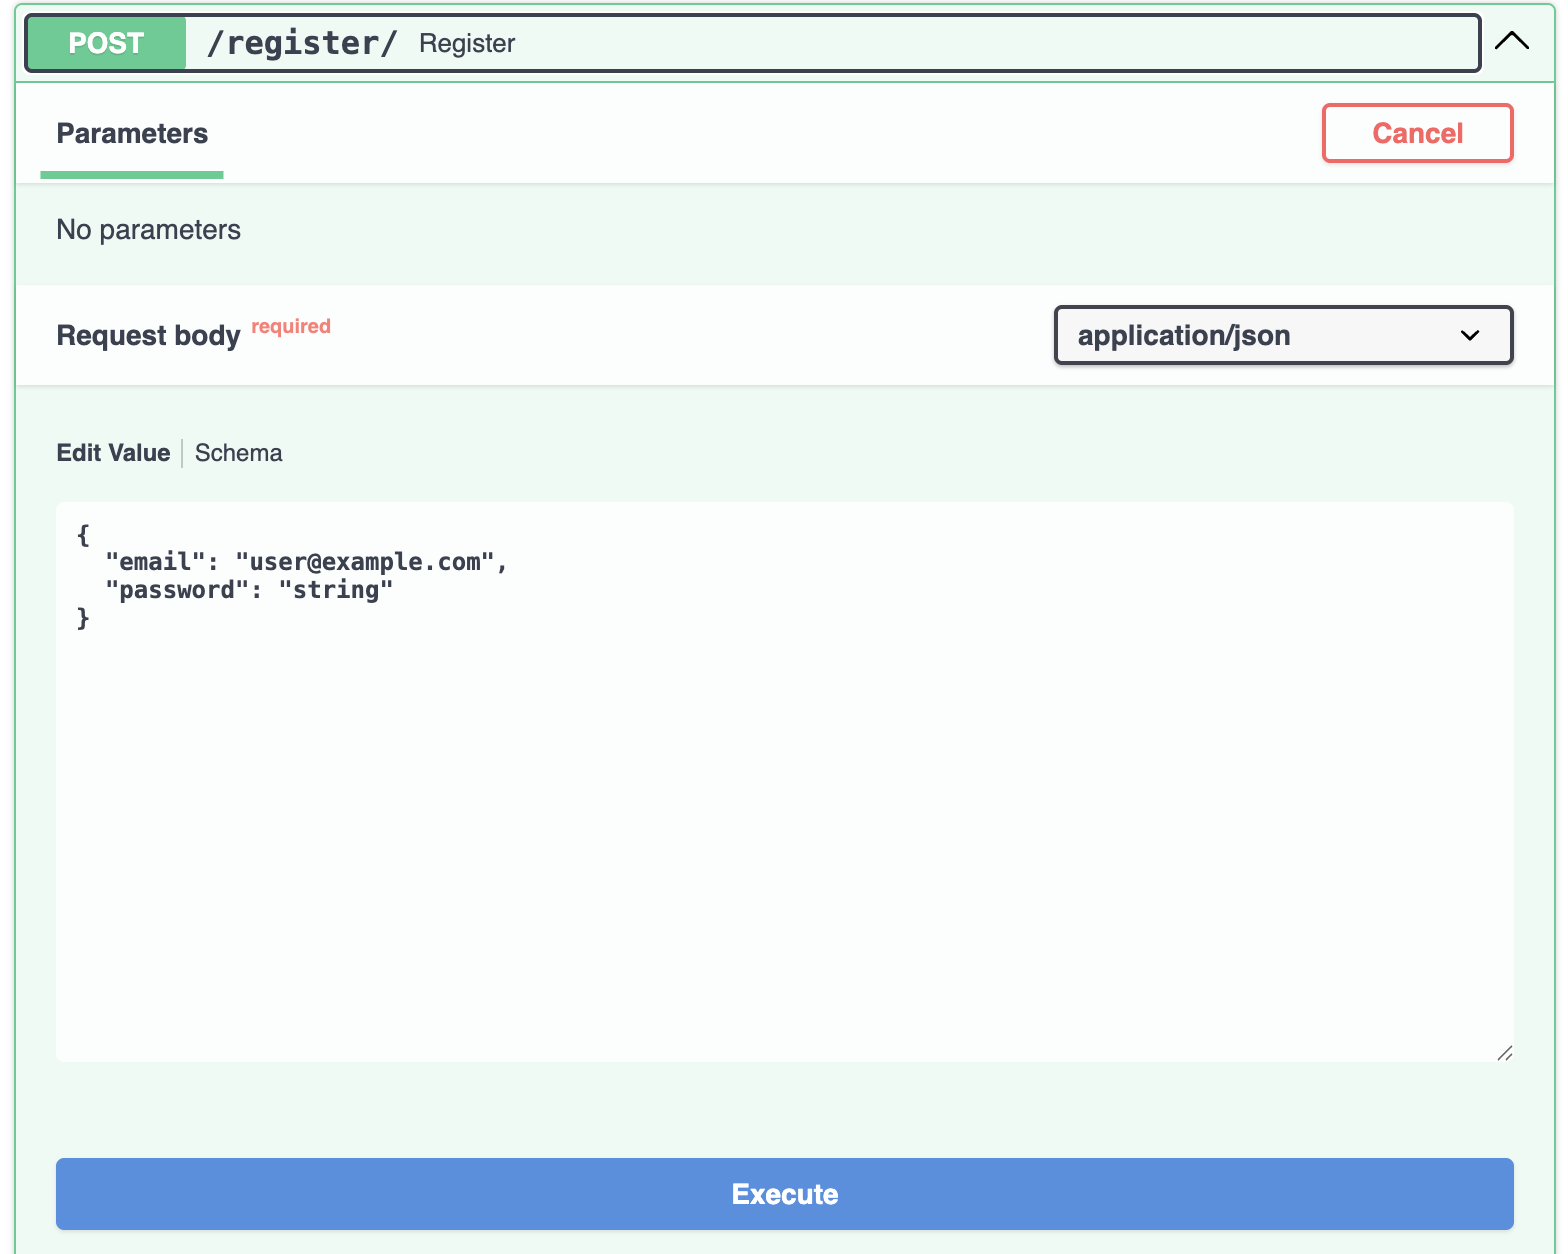 POST /register/ Register
Parameters
Cancel
No parameters
Request body required
application/json
Edit Value
Schema
{
  "email": "user@example.com",
  "password": "string"
}
Execute